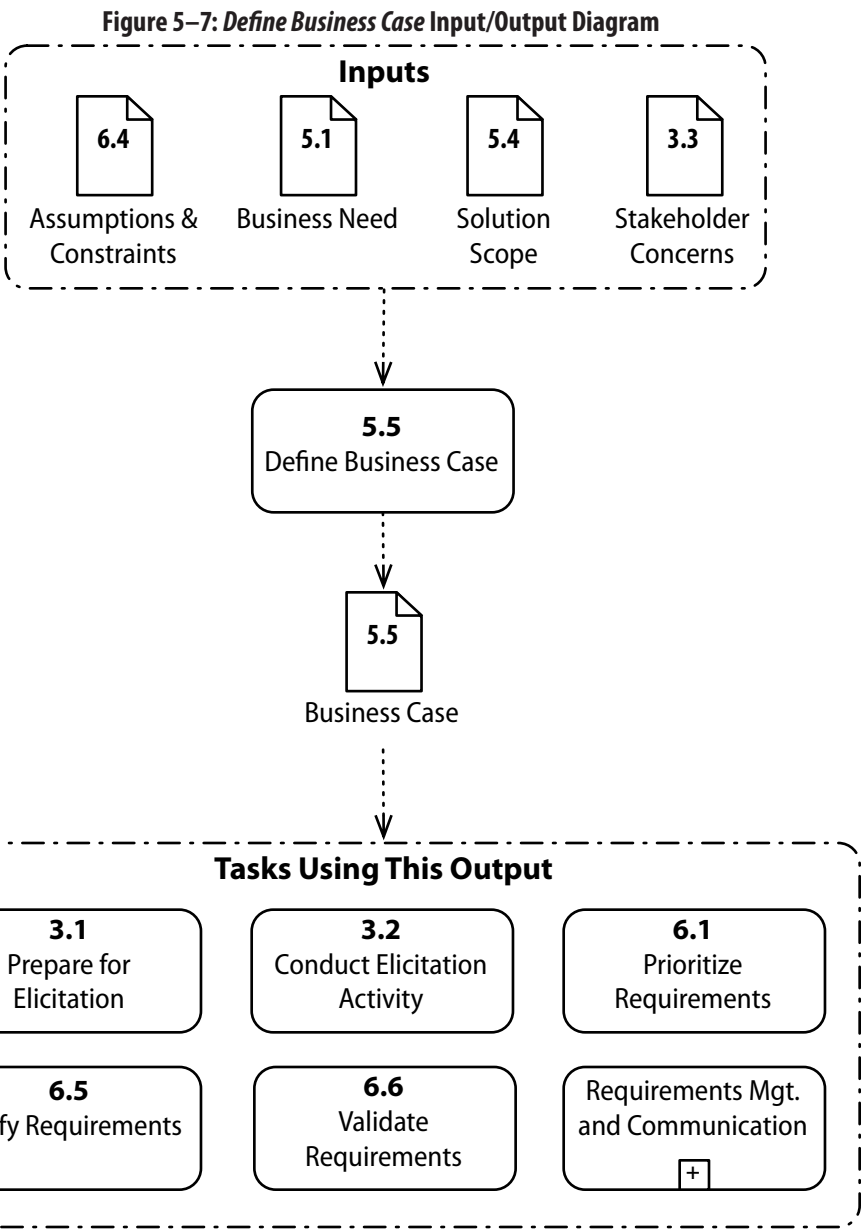 Figure 5–7: Define Business Case Input/Output Diagram
Inputs
6.4
5.1
5.4
3.3
Assumptions &
Constraints
Business Need
Solution
Scope
Stakeholder
Concerns
5.5
Define Business Case
5.5
Business Case
Tasks Using This Output
3.1
Prepare for
Elicitation
3.2
Conduct Elicitation
Activity
6.1
Prioritize
Requirements
6.5
fy Requirements
6.6
Validate
Requirements
Requirements Mgt.
and Communication
+